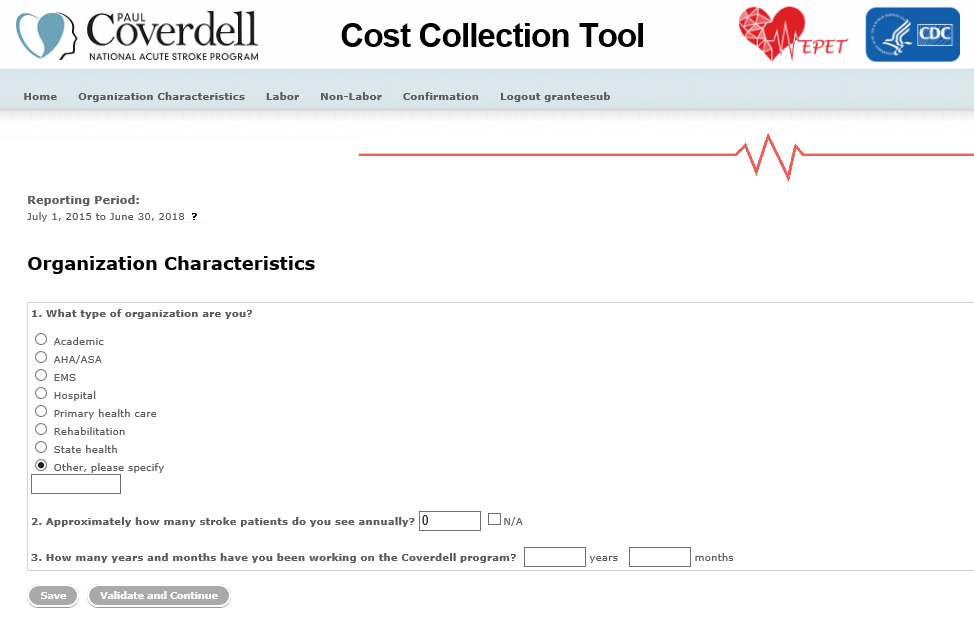 PAUL
Coverdell
NATIONAL ACUTE STROKE PROGRAM
Cost Collection Tool
EPET
CDC
Home Organization Characteristics Labor Non-Labor Confirmation Logout granteesub
Reporting Period:
July 1, 2015 to June 30, 2018 ?
Organization Characteristics
1. What type of organization are you?
Academic
AHA/ASA
EMS
Hospital
Primary health care
Rehabilitation
State health
Other, please specify
2. Approximately how many stroke patients do you see annually? 0 N/A
3. How many years and months have you been working on the Coverdell program? years months
Save Validate and Continue